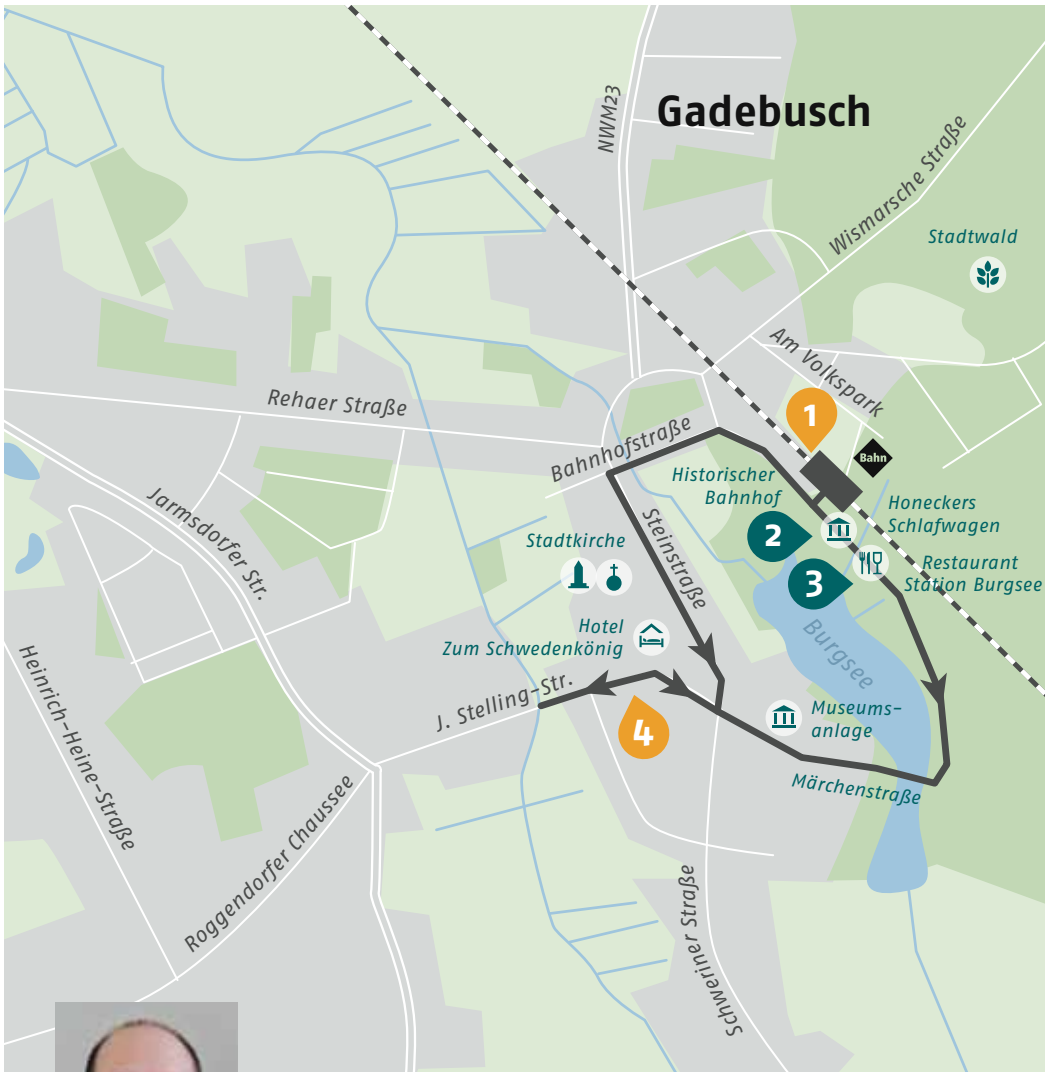 Gadebusch
NWM23
Wismarsche Straße
Stadtwald
Am Volkspark
1
Bahn
Rehaer Straße
Bahnhofstraße
Historischer
Bahnhof
Honeckers
Schlafwagen
2
Restaurant
Station Burgsee
3
Jarmsdorfer Str.
Steinstraße
Stadtkirche
Hotel
Zum Schwedenkönig
Burgsee
Heinrich-Heine-Straße
J. Stelling-Str.
4
Museums-
anlage
Märchenstraße
Roggendorfer Chaussee
Schweriner Straße